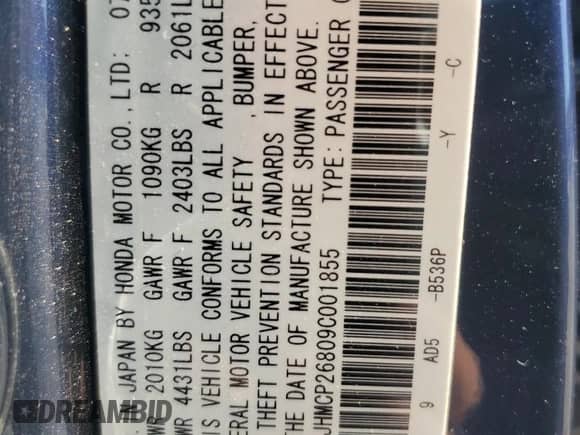 JAPAN BY HONDA MOTOR CO., LTD; 07
2010KG GAWR F 1090KG R 935
4431LBS GAWR F 2403LBS R 2061L
VEHICLE CONFORMS TO ALL APPLICABLE
MOTOR VEHICLE SAFETY , BUMPER,
THEFT PREVENTION STANDARDS IN EFFECT
THE DATE OF MANUFACTURE SHOWN ABOVE.
JHMCP26809C001855 TYPE: PASSENGER
9 AD5 -B536P -Y -C
DREAMBID